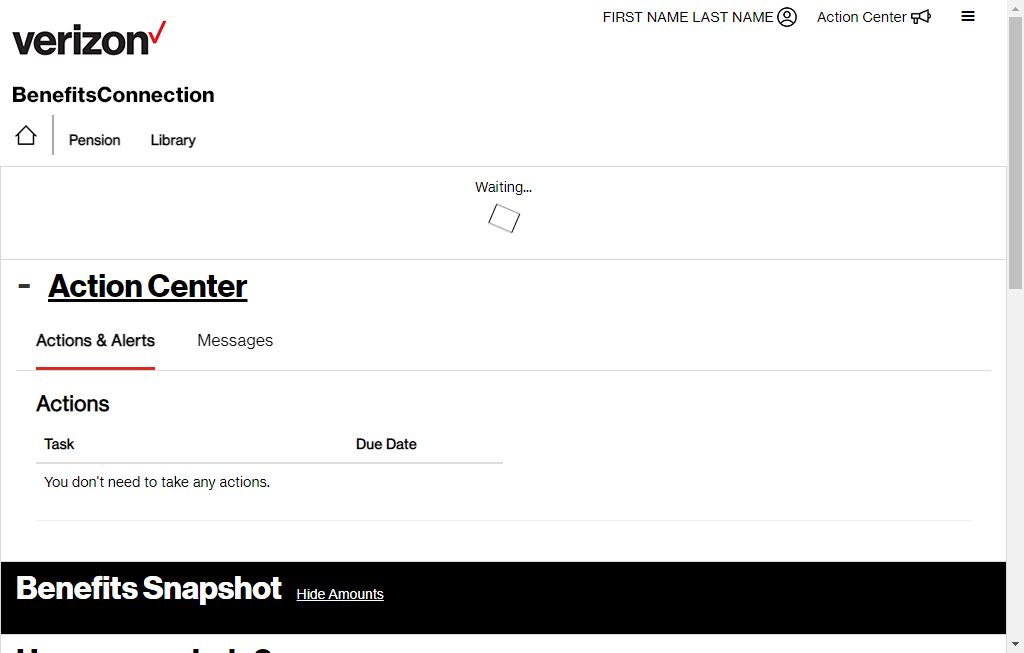 FIRST NAME LAST NAME Action Center
verizon
BenefitsConnection
Pension Library
Waiting...
Action Center
Actions & Alerts Messages
Actions
Task Due Date
You don't need to take any actions.
Benefits Snapshot Hide Amounts